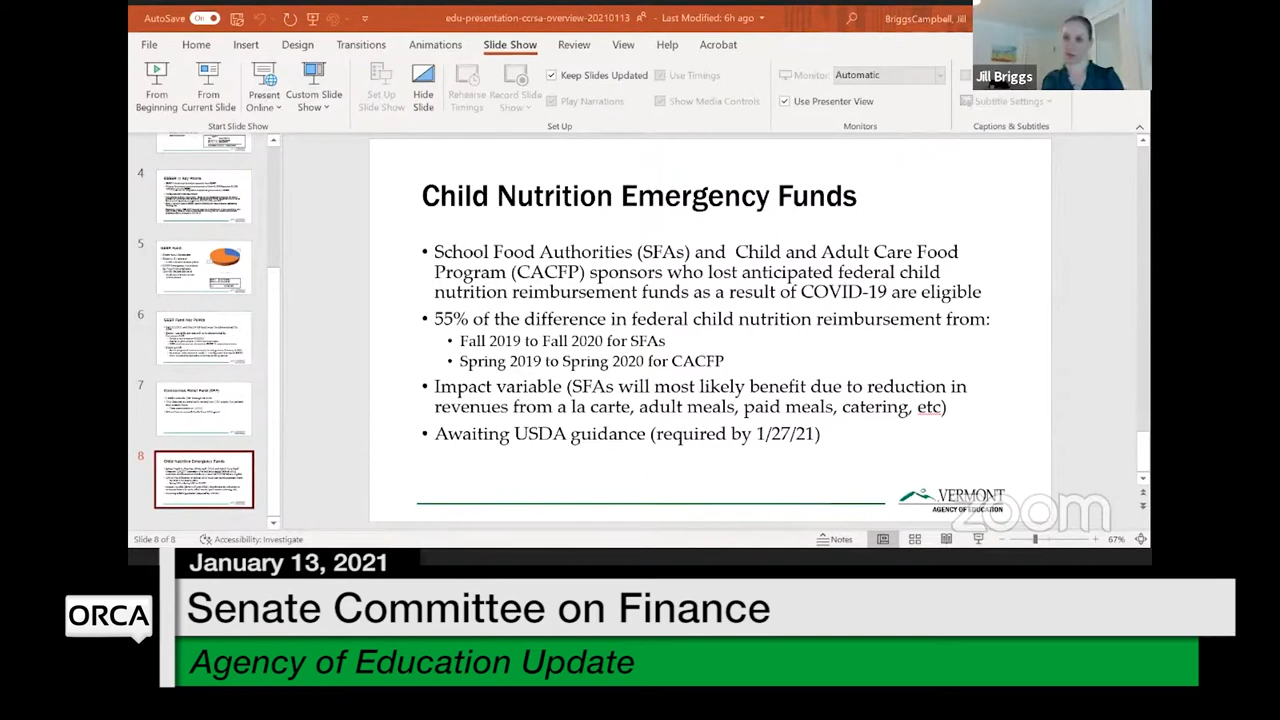 AutoSave On
edu-presentation-ccrsa-overview-20210113
Last Modified: 6h ago
BriggsCampbell, Jill
File Home Insert Design Transitions Animations Slide Show Review View Help Acrobat
Jill Briggs
From Beginning
From Current Slide
Present Online
Custom Slide Show
Set Up Slide Show
Hide Slide
Rehearse Timings
Record Slide Show
Keep Slides Updated
Play Narrations
Use Timings
Show Media Controls
Monitor: Automatic
Use Presenter View
Subtitle Settings
Start Slide Show
Set Up
Monitors
Captions & Subtitles
4
5
6
7
8
Child Nutrition Emergency Funds
• School Food Authorities (SFAs) and Child and Adult Care Food
Program (CACFP) sponsors who lost anticipated federal child
nutrition reimbursement funds as a result of COVID-19 are eligible
• 55% of the difference in federal child nutrition reimbursement from:
• Fall 2019 to Fall 2020 for SFAs
• Spring 2019 to Spring 2020 for CACFP
• Impact variable (SFAs will most likely benefit due to reduction in
revenues from a la carte, adult meals, paid meals, catering, etc)
• Awaiting USDA guidance (required by 1/27/21)
VERMONT
AGENCY OF EDUCATION
zoom
Slide 8 of 8
Accessibility: Investigate
Notes
67%
January 13, 2021
ORCA
Senate Committee on Finance
Agency of Education Update